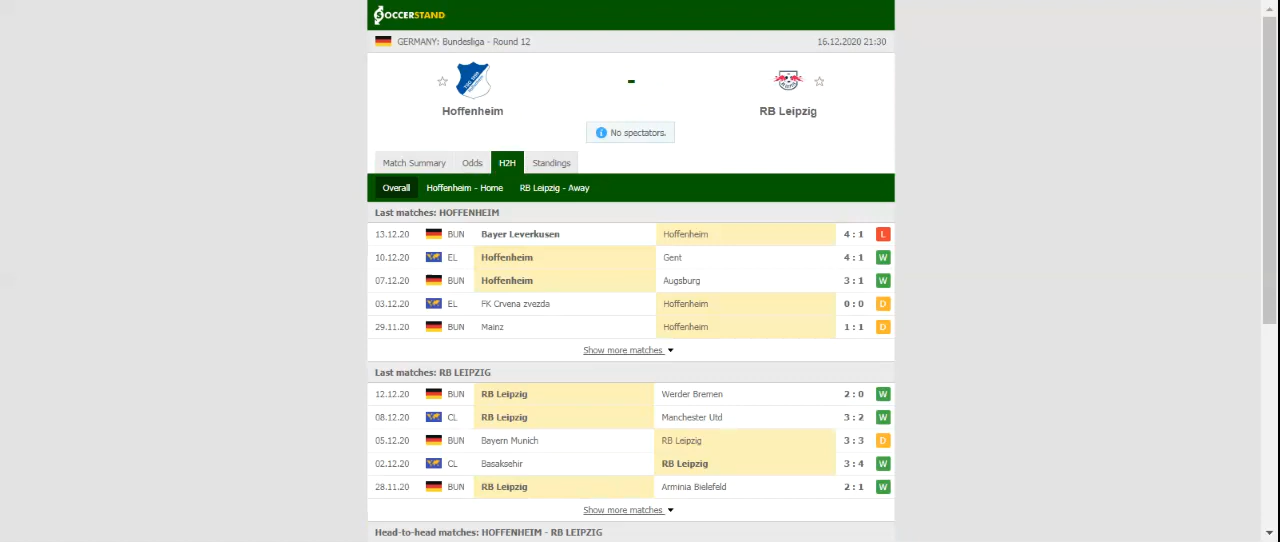 SOCCERSTAND
GERMANY: Bundesliga - Round 12 16.12.2020 21:30
-
Hoffenheim RB Leipzig
No spectators.
Match Summary Odds H2H Standings
Overall Hoffenheim - Home RB Leipzig - Away
Last matches: HOFFENHEIM
13.12.20 BUN Bayer Leverkusen Hoffenheim 4 : 1 L
10.12.20 EL Hoffenheim Gent 4 : 1 W
07.12.20 BUN Hoffenheim Augsburg 3 : 1 W
03.12.20 EL FK Crvena zvezda Hoffenheim 0 : 0 D
29.11.20 BUN Mainz Hoffenheim 1 : 1 D
Show more matches
Last matches: RB LEIPZIG
12.12.20 BUN RB Leipzig Werder Bremen 2 : 0 W
08.12.20 CL RB Leipzig Manchester Utd 3 : 2 W
05.12.20 BUN Bayern Munich RB Leipzig 3 : 3 D
02.12.20 CL Basaksehir RB Leipzig 3 : 4 W
28.11.20 BUN RB Leipzig Arminia Bielefeld 2 : 1 W
Show more matches
Head-to-head matches: HOFFENHEIM - RB LEIPZIG